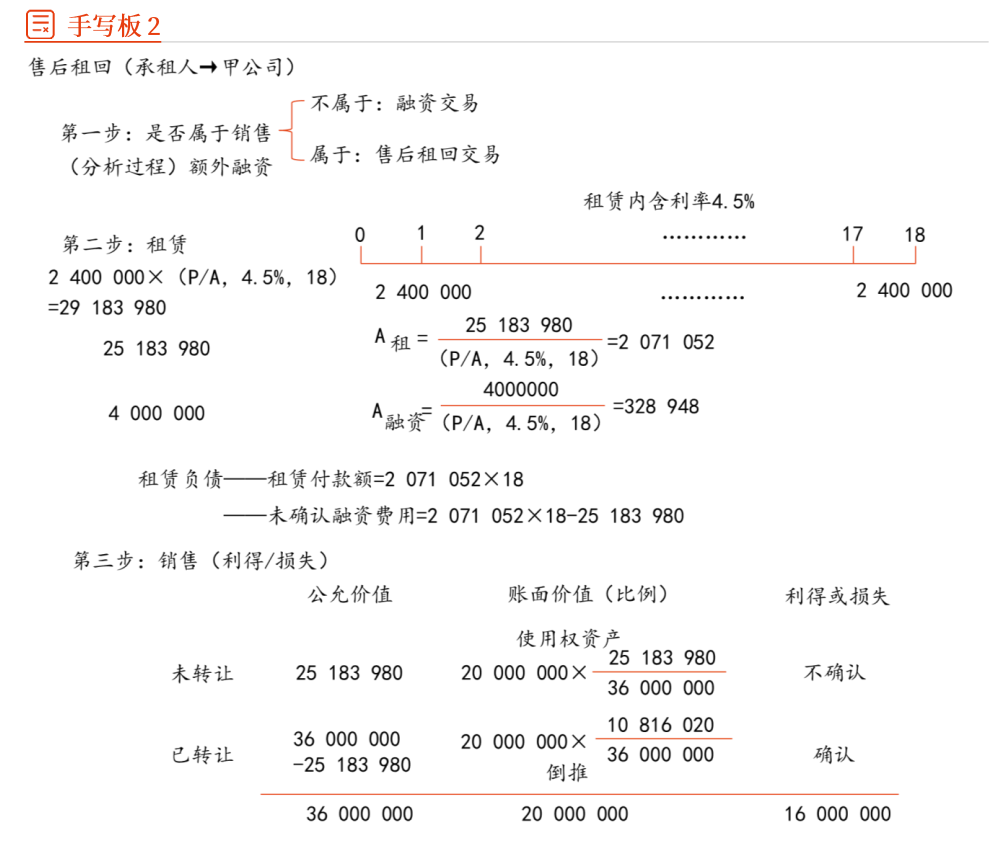 手写板 2
售后租回（承租人→甲公司）
不属于：融资交易
第一步：是否属于销售
（分析过程）额外融资
属于：售后租回交易
租赁内含利率4.5%
0 1 2 ………… 17 18
第二步：租赁
2 400 000×（P/A, 4.5%, 18）
=29 183 980
2 400 000 ………… 2 400 000
25 183 980
A租 = 25 183 980 / （P/A, 4.5%, 18） =2 071 052
4 000 000
A融资= 4000000 / （P/A, 4.5%, 18） =328 948
租赁负债——租赁付款额=2 071 052×18
——未确认融资费用=2 071 052×18-25 183 980
第三步：销售（利得/损失）
公允价值 账面价值（比例） 利得或损失
使用权资产
未转让 25 183 980 20 000 000× 25 183 980 / 36 000 000 不确认
已转让 36 000 000 -25 183 980 20 000 000× 10 816 020 / 36 000 000 确认
倒推
36 000 000 20 000 000 16 000 000